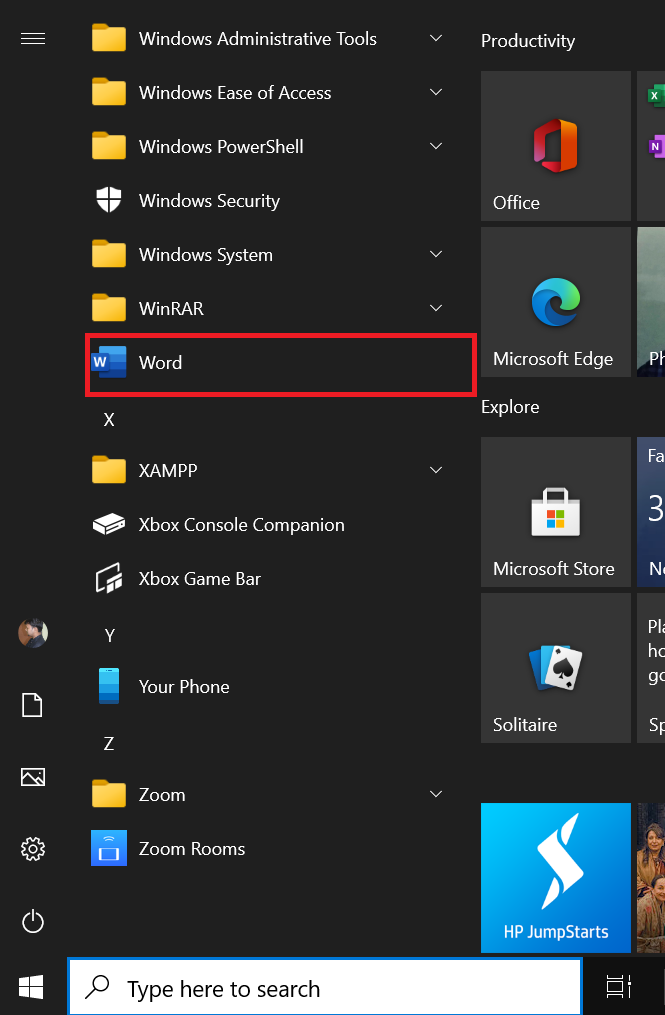 Windows Administrative Tools
Windows Ease of Access
Windows PowerShell
Windows Security
Windows System
WinRAR
W
Word
X
XAMPP
Xbox Console Companion
Xbox Game Bar
Y
Your Phone
Z
Zoom
Zoom Rooms
Productivity
X
N
Office
Microsoft Edge
Ph
Explore
Fa
3
Microsoft Store
Ne
Pla
ho
go
Solitaire
Sp
HP JumpStarts
Type here to search